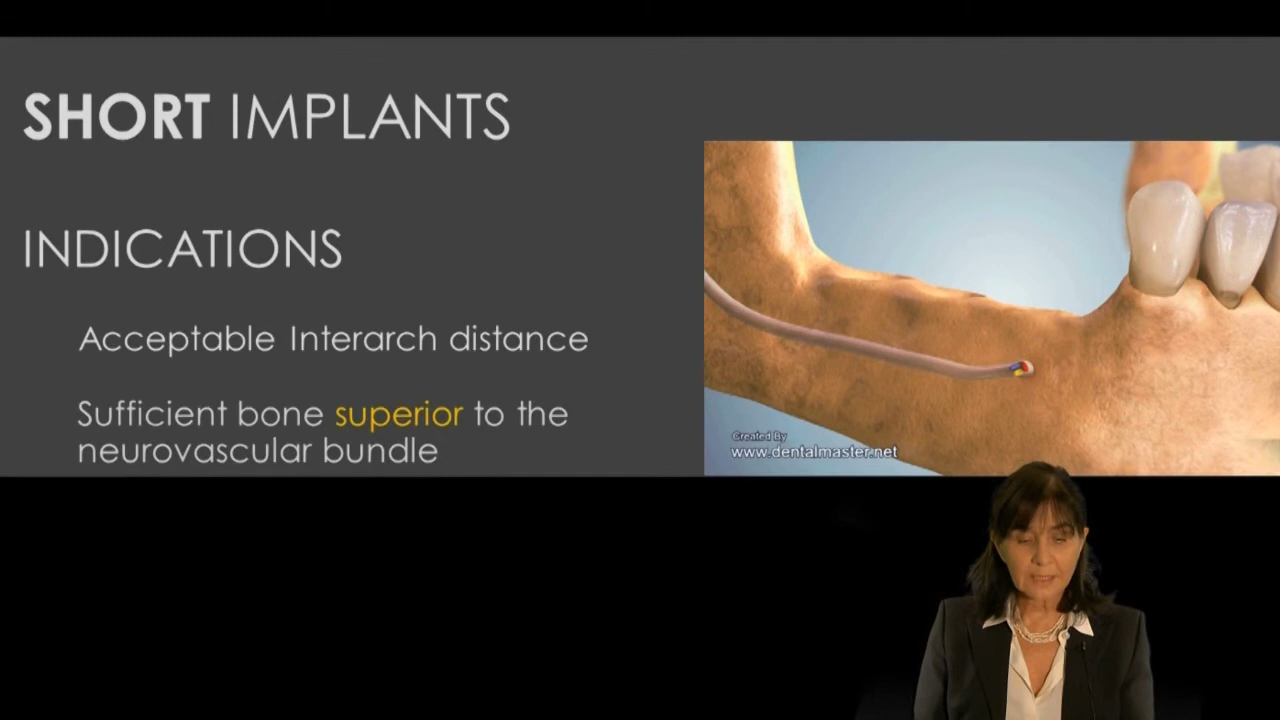 SHORT IMPLANTS
INDICATIONS
Acceptable Interarch distance
Sufficient bone superior to the
neurovascular bundle
Created By
www.dentalmaster.net